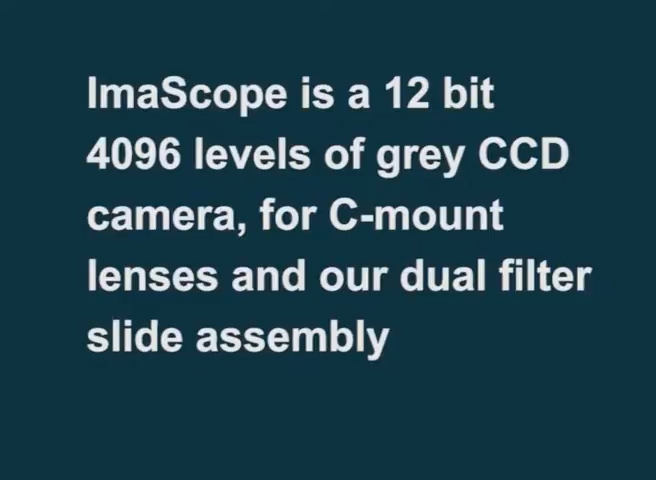 ImaScope is a 12 bit
4096 levels of grey CCD
camera, for C-mount
lenses and our dual filter
slide assembly